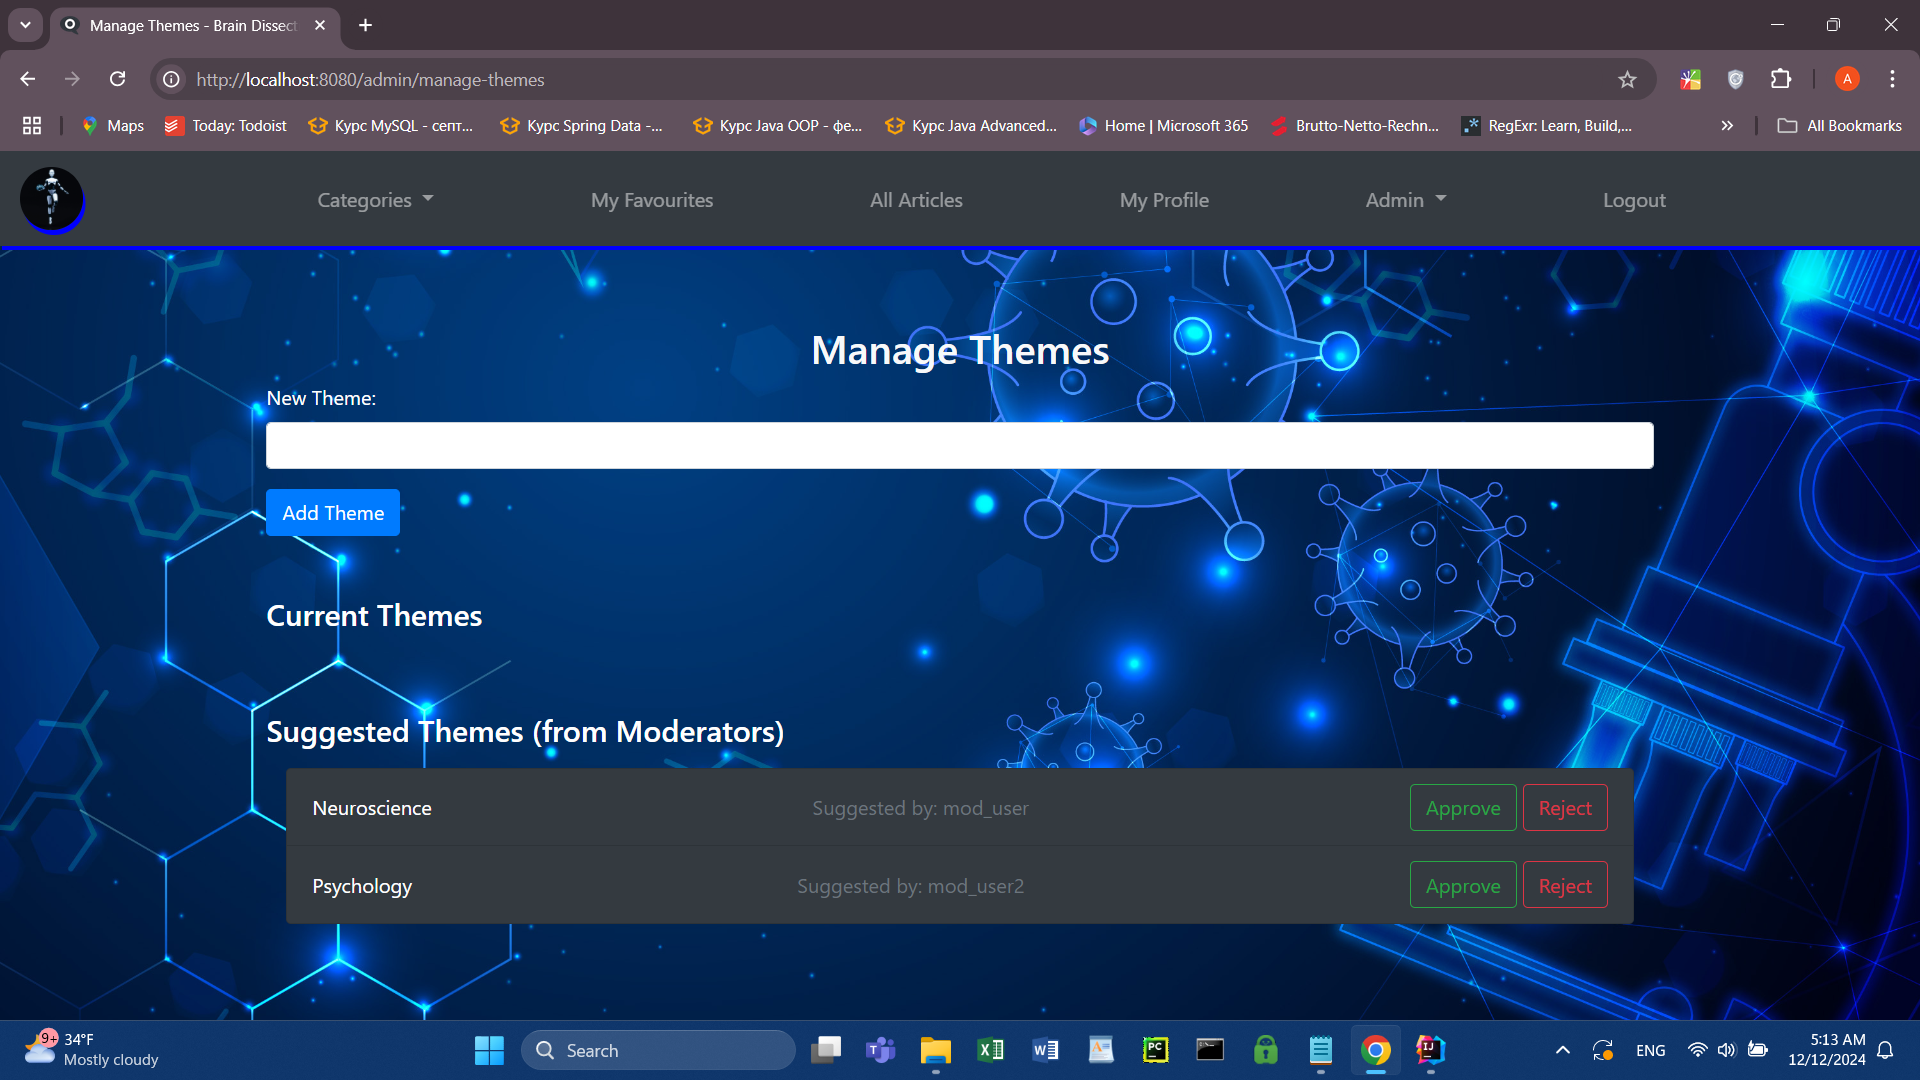 Manage Themes - Brain Dissect
http://localhost:8080/admin/manage-themes
A
Maps
Today: Todoist
Курс MySQL - септ...
Курс Spring Data -...
Курс Java OOP - фе...
Курс Java Advanced...
Home | Microsoft 365
Brutto-Netto-Rechn...
RegExr: Learn, Build,...
All Bookmarks
Categories
My Favourites
All Articles
My Profile
Admin
Logout
Manage Themes
New Theme:
Add Theme
Current Themes
Suggested Themes (from Moderators)
Neuroscience
Suggested by: mod_user
Approve
Reject
Psychology
Suggested by: mod_user2
Approve
Reject
9+
34°F
Mostly cloudy
Search
ENG
5:13 AM
12/12/2024